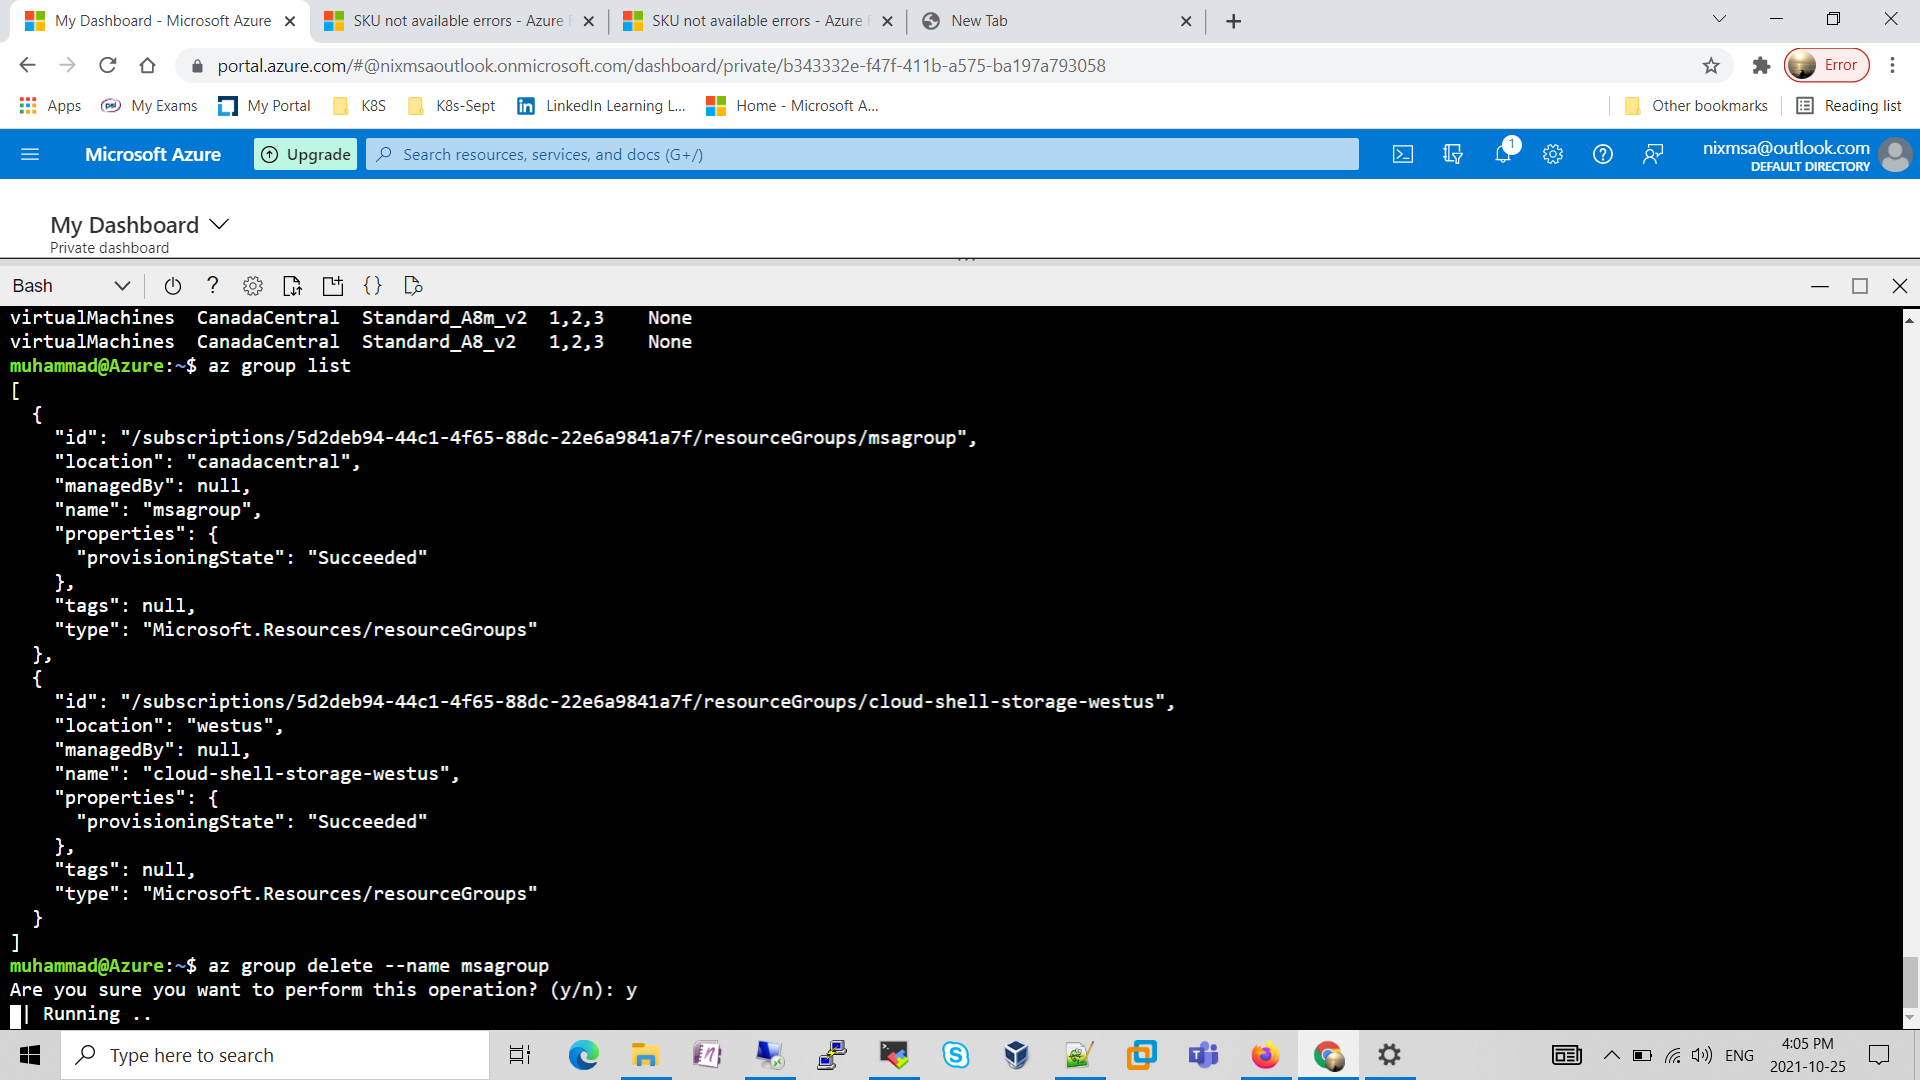 My Dashboard - Microsoft Azure
SKU not available errors - Azure
SKU not available errors - Azure
New Tab
portal.azure.com/#@nixmsaoutlook.onmicrosoft.com/dashboard/private/b343332e-f47f-411b-a575-ba197a793058
Error
Apps
My Exams
My Portal
K8S
K8s-Sept
LinkedIn Learning L...
Home - Microsoft A...
Other bookmarks
Reading list
Microsoft Azure
Upgrade
Search resources, services, and docs (G+/)
1
nixmsa@outlook.com
DEFAULT DIRECTORY
My Dashboard
Private dashboard
Bash
virtualMachines  CanadaCentral  Standard_A8m_v2  1,2,3    None
virtualMachines  CanadaCentral  Standard_A8_v2   1,2,3    None
muhammad@Azure:~$ az group list
[
  {
    "id": "/subscriptions/5d2deb94-44c1-4f65-88dc-22e6a9841a7f/resourceGroups/msagroup",
    "location": "canadacentral",
    "managedBy": null,
    "name": "msagroup",
    "properties": {
      "provisioningState": "Succeeded"
    },
    "tags": null,
    "type": "Microsoft.Resources/resourceGroups"
  },
  {
    "id": "/subscriptions/5d2deb94-44c1-4f65-88dc-22e6a9841a7f/resourceGroups/cloud-shell-storage-westus",
    "location": "westus",
    "managedBy": null,
    "name": "cloud-shell-storage-westus",
    "properties": {
      "provisioningState": "Succeeded"
    },
    "tags": null,
    "type": "Microsoft.Resources/resourceGroups"
  }
]
muhammad@Azure:~$ az group delete --name msagroup
Are you sure you want to perform this operation? (y/n): y
| Running ..
Type here to search
ENG
4:05 PM
2021-10-25